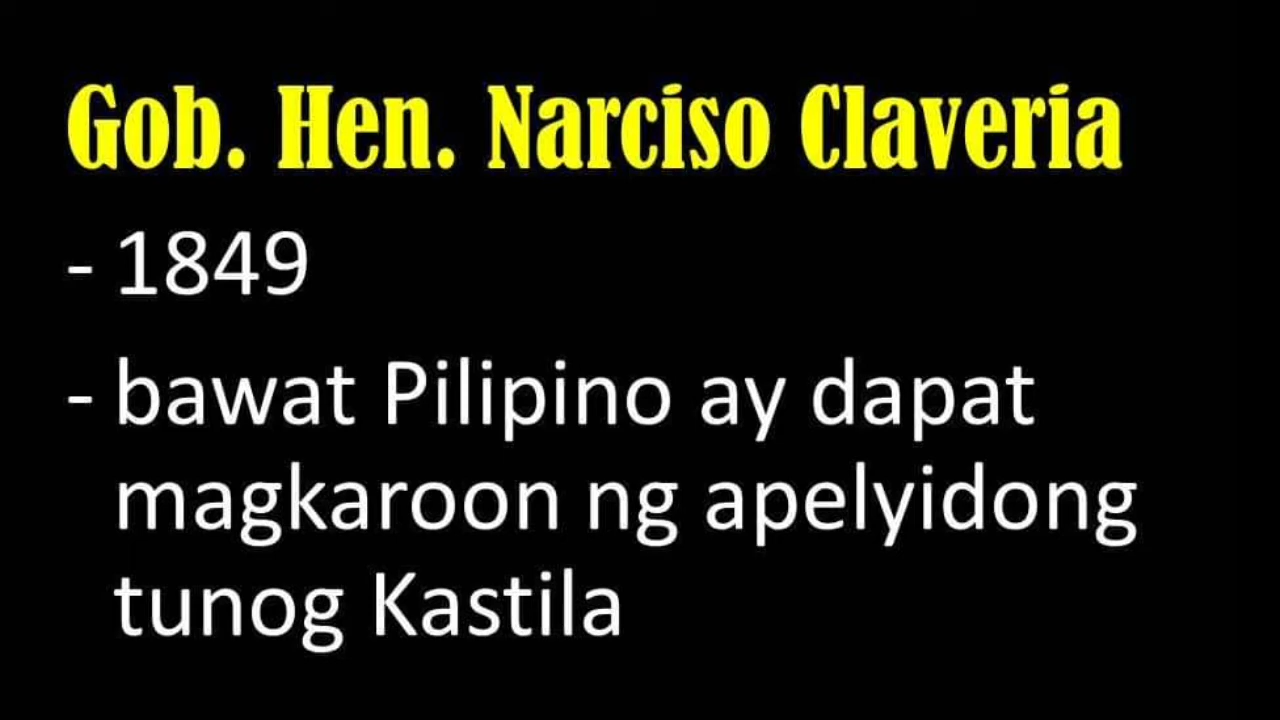 Gob. Hen. Narciso Claveria
- 1849
- bawat Pilipino ay dapat
magkaroon ng apelyidong
tunog Kastila